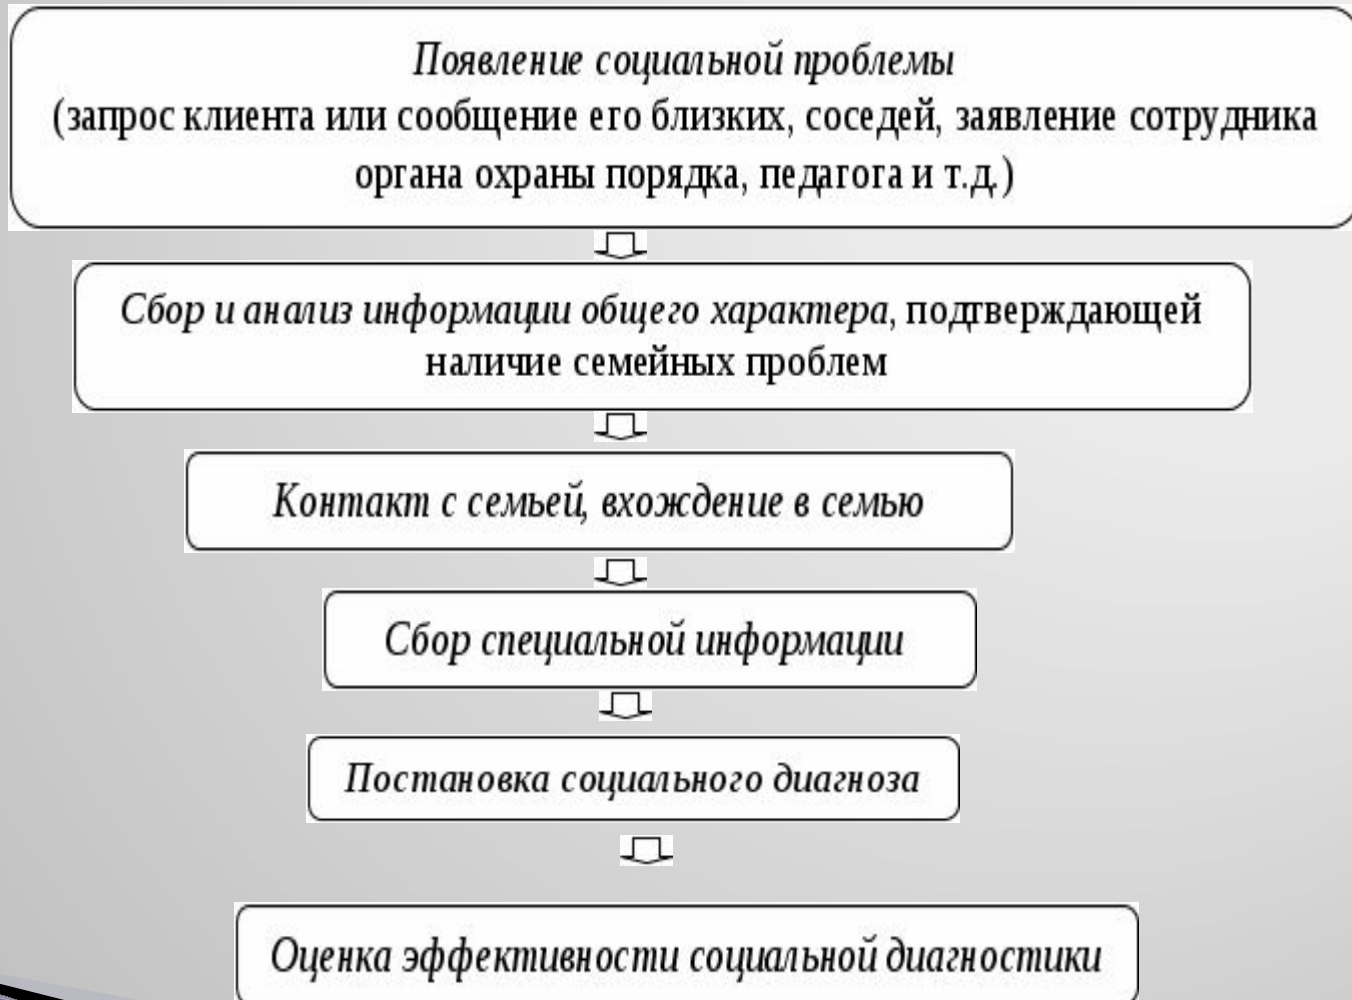 Появление социальной проблемы
(запрос клиента или сообщение его близких, соседей, заявление сотрудника
органа охраны порядка, педагога и т.д.)
Сбор и анализ информации общего характера, подтверждающей
наличие семейных проблем
Контакт с семьей, вхождение в семью
Сбор специальной информации
Постановка социального диагноза
Оценка эффективности социальной диагностики